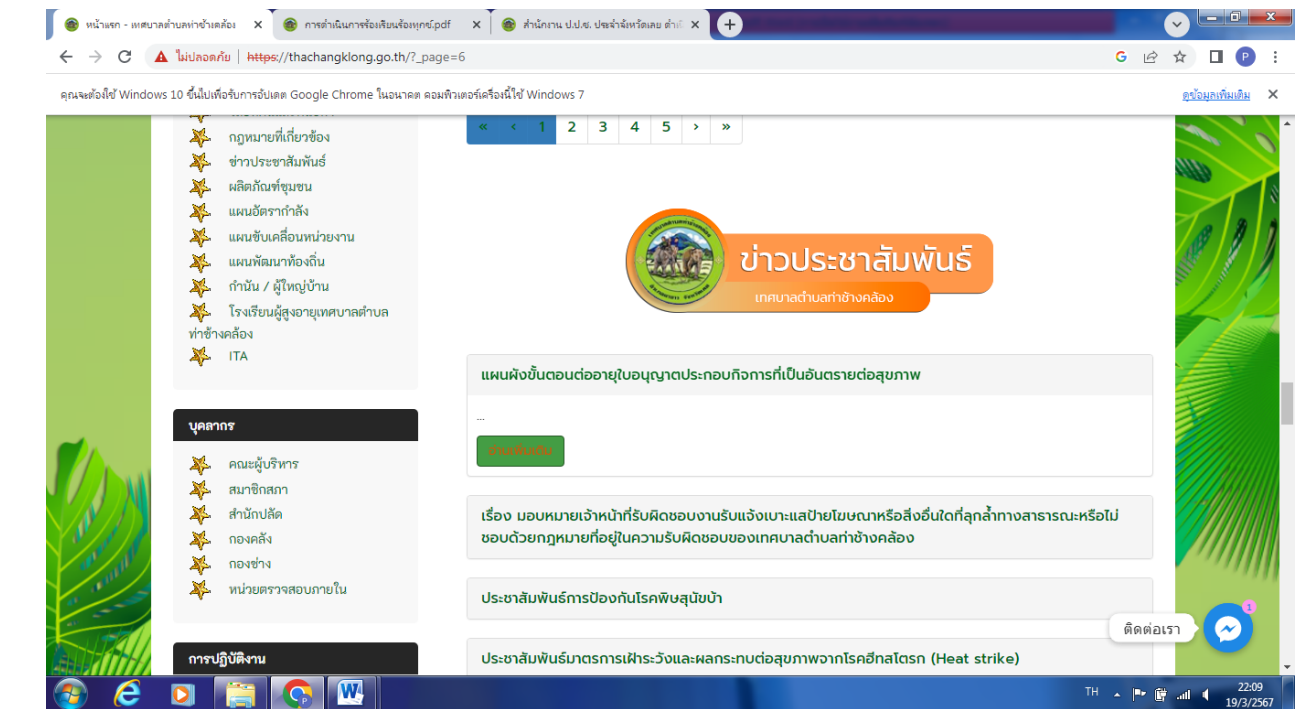 หน้าแรก - เทศบาลตำบลท่าช้างคล้อง
การดำเนินการร้องเรียนร้องทุกข์.pdf
สำนักงาน ป.ป.ช. ประจำจังหวัดเลย
ไม่ปลอดภัย https://thachangklong.go.th/?_page=6
G P
คุณจะต้องใช้ Windows 10 ขึ้นไปเพื่อรับการอัปเดต Google Chrome ในอนาคต คอมพิวเตอร์เครื่องนี้ใช้ Windows 7
ดูข้อมูลเพิ่มเติม
กฎหมายที่เกี่ยวข้อง
ข่าวประชาสัมพันธ์
ผลิตภัณฑ์ชุมชน
แผนอัตรากำลัง
แผนขับเคลื่อนหน่วยงาน
แผนพัฒนาท้องถิ่น
กำนัน / ผู้ใหญ่บ้าน
โรงเรียนผู้สูงอายุเทศบาลตำบล
ท่าช้างคล้อง
ITA
บุคลากร
คณะผู้บริหาร
สมาชิกสภา
สำนักปลัด
กองคลัง
กองช่าง
หน่วยตรวจสอบภายใน
การปฏิบัติงาน
« ‹ 1 2 3 4 5 › »
ข่าวประชาสัมพันธ์
เทศบาลตำบลท่าช้างคล้อง
แผนผังขั้นตอนต่ออายุใบอนุญาตประกอบกิจการที่เป็นอันตรายต่อสุขภาพ
...
อ่านเพิ่มเติม
เรื่อง มอบหมายเจ้าหน้าที่รับผิดชอบงานรับแจ้งเบาะแสป้ายโฆษณาหรือสิ่งอื่นใดที่ลุกล้ำทางสาธารณะหรือไม่
ชอบด้วยกฎหมายที่อยู่ในความรับผิดชอบของเทศบาลตำบลท่าช้างคล้อง
ประชาสัมพันธ์การป้องกันโรคพิษสุนัขบ้า
ประชาสัมพันธ์มาตรการเฝ้าระวังและผลกระทบต่อสุขภาพจากโรคฮีทสโตรก (Heat strike)
ติดต่อเรา
1
TH
22:09
19/3/2567